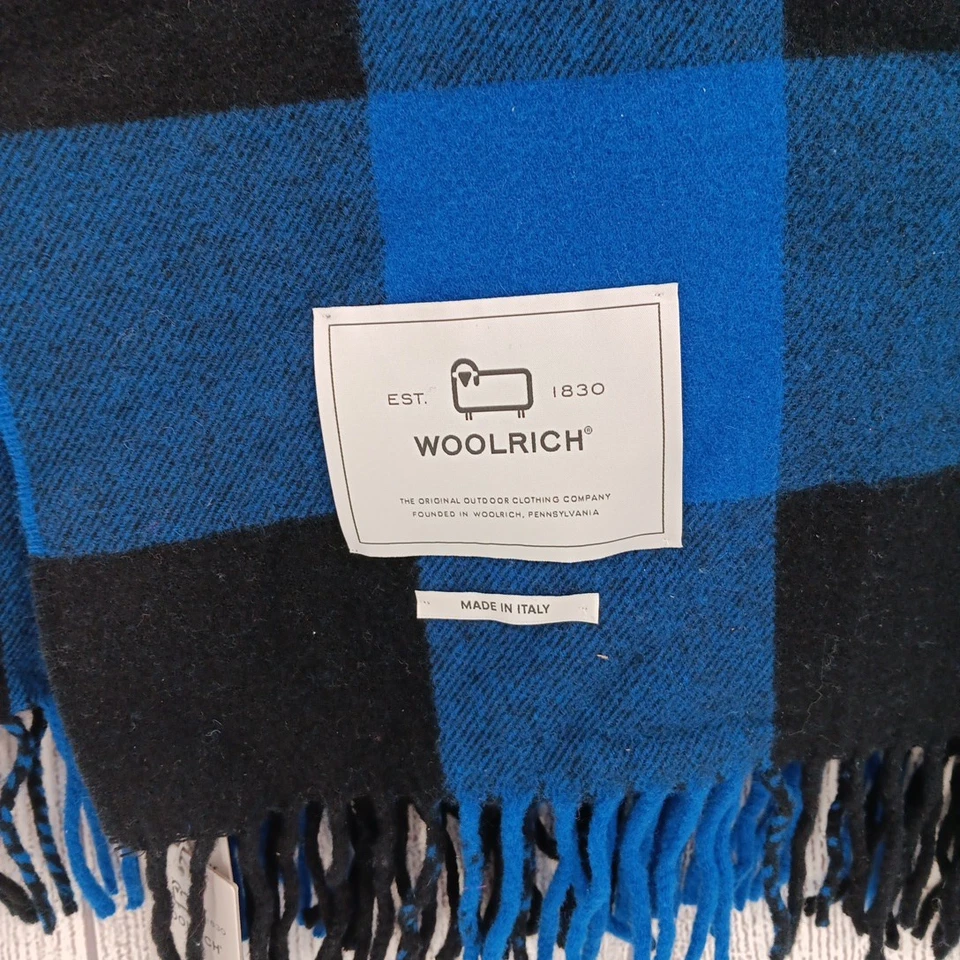 EST. 1830
WOOLRICH®
THE ORIGINAL OUTDOOR CLOTHING COMPANY
FOUNDED IN WOOLRICH, PENNSYLVANIA
MADE IN ITALY